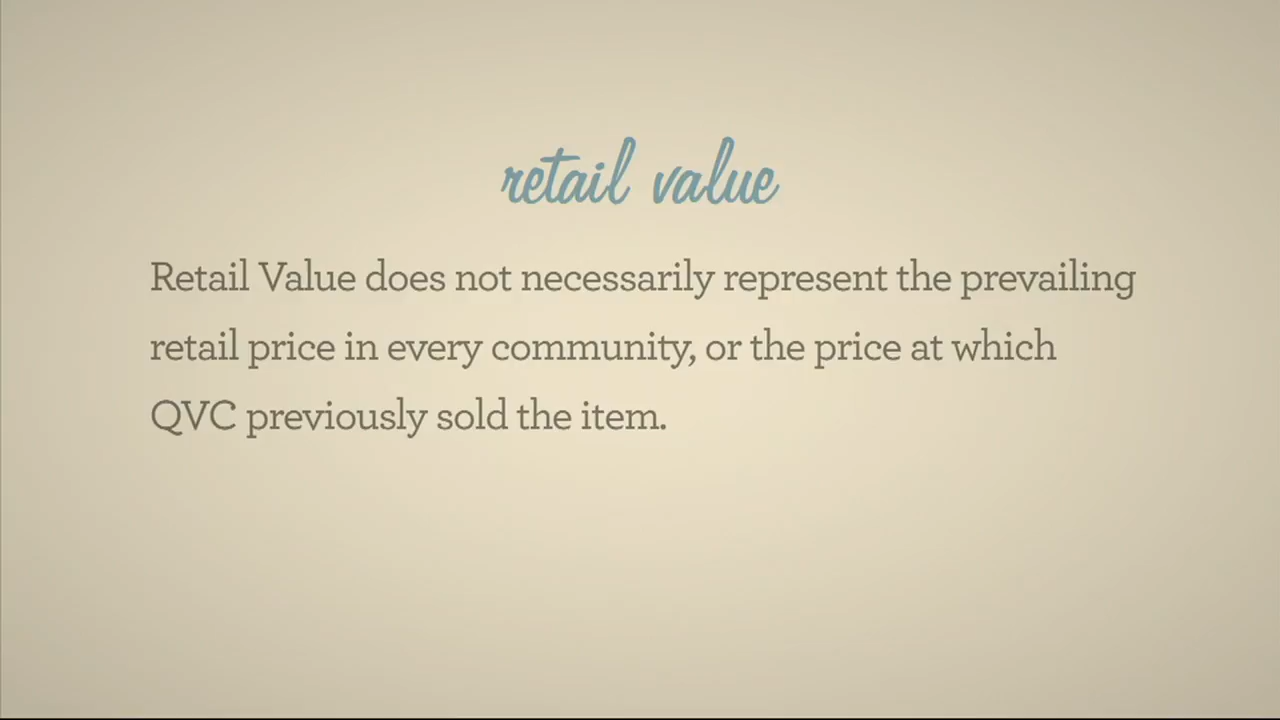 retail value
Retail Value does not necessarily represent the prevailing
retail price in every community, or the price at which
QVC previously sold the item.